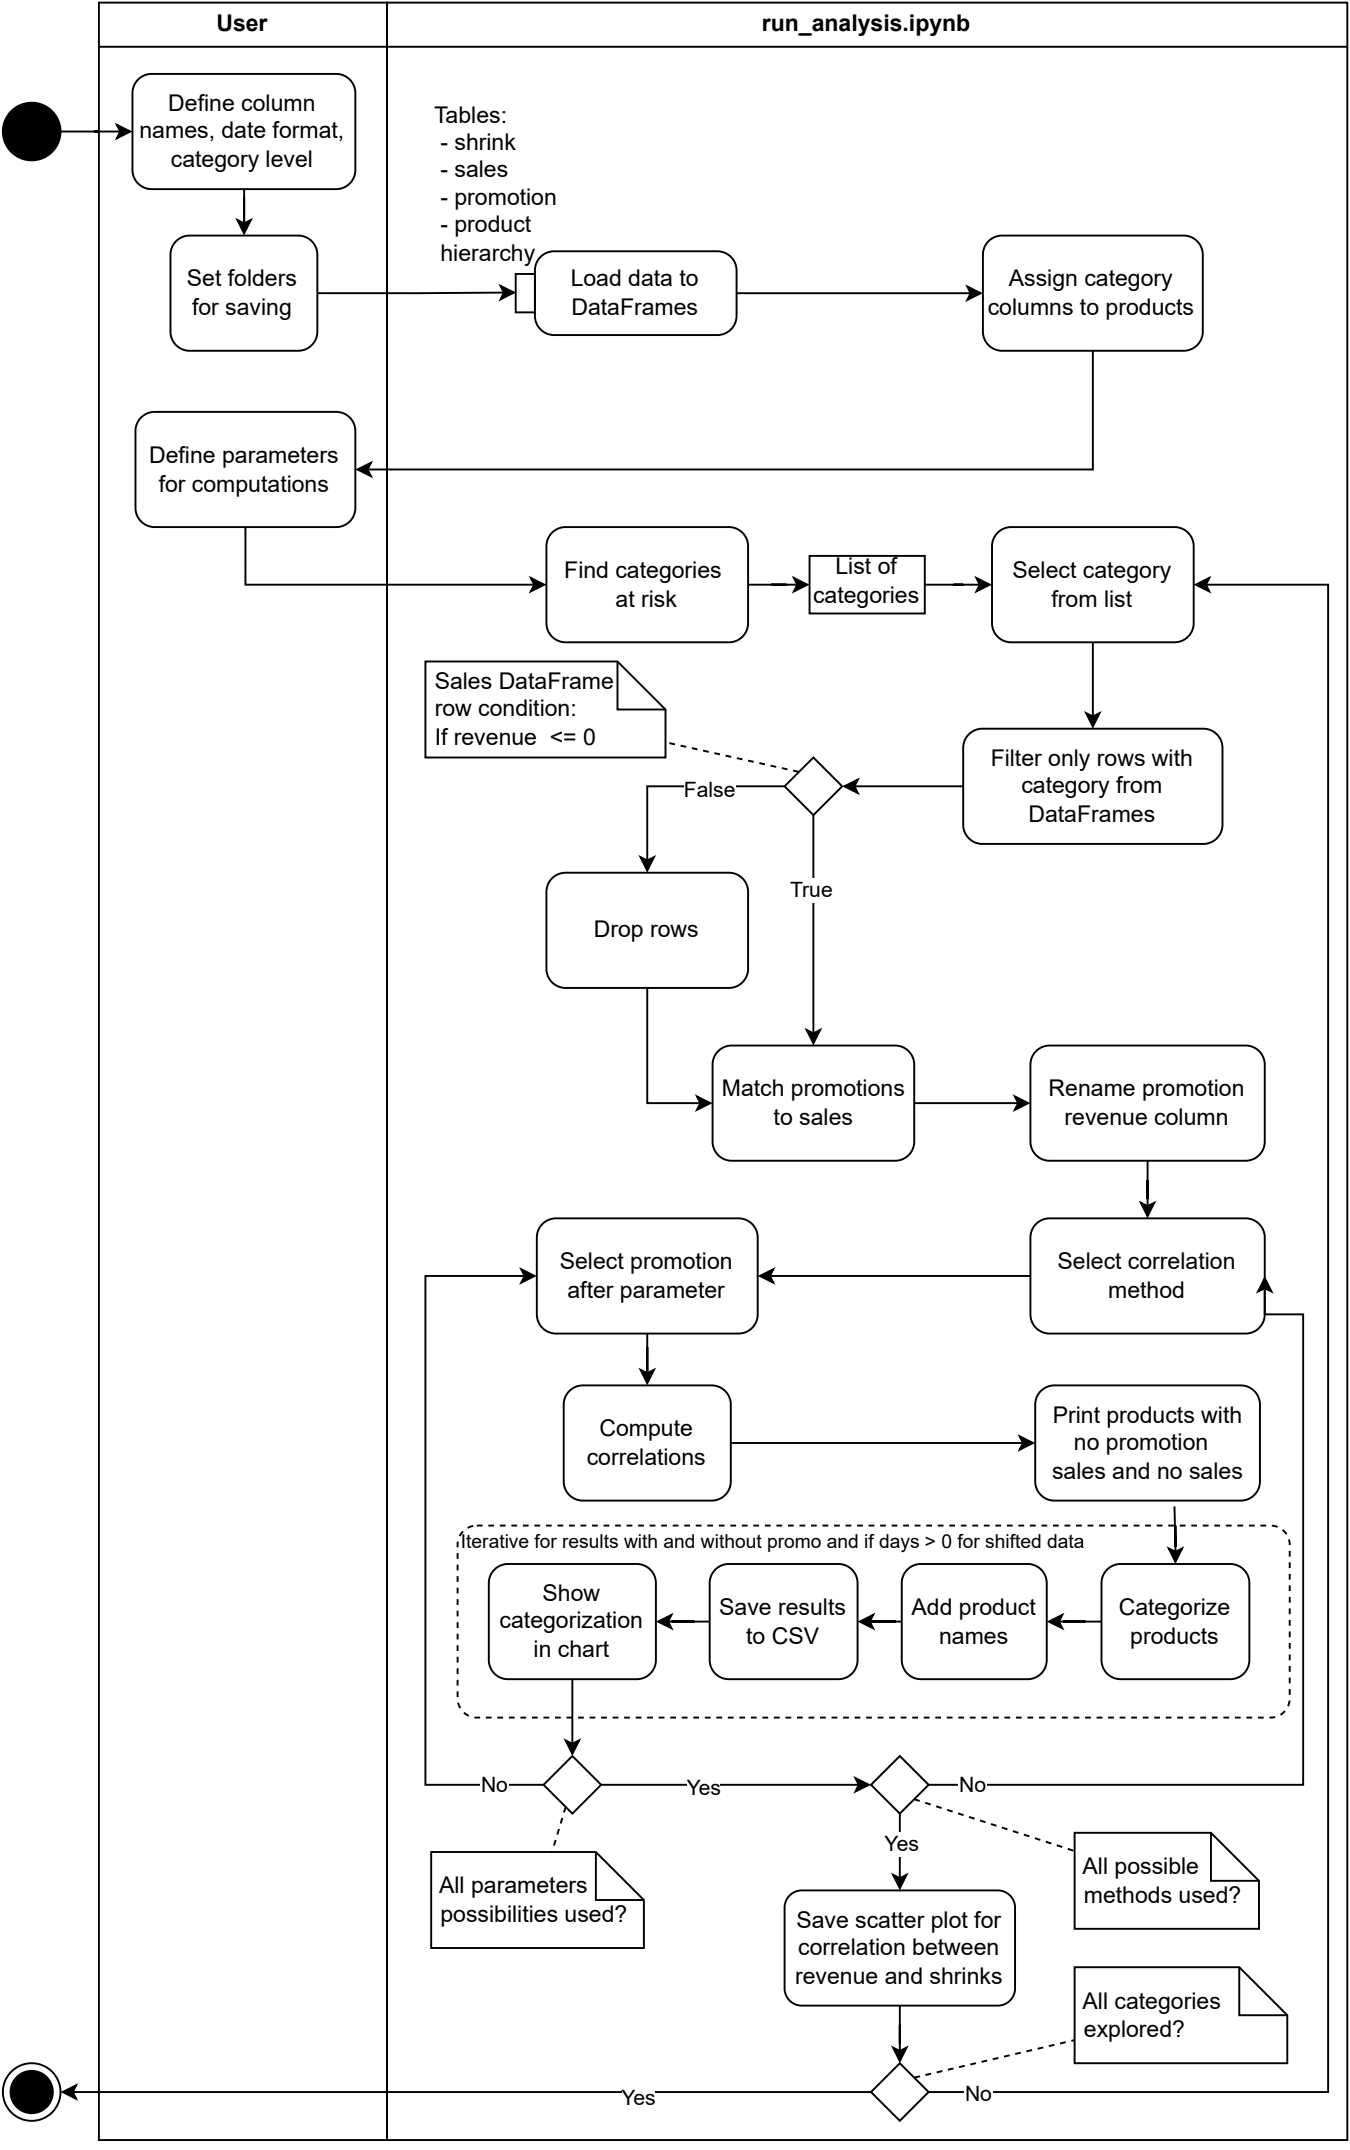 User
run_analysis.ipynb
Define column
names, date format,
category level
Tables:
- shrink
- sales
- promotion
- product
hierarchy
Set folders
for saving
Load data to
DataFrames
Assign category
columns to products
Define parameters
for computations
Find categories
at risk
List of
categories
Select category
from list
Sales DataFrame
row condition:
If revenue <= 0
Filter only rows with
category from
DataFrames
False
True
Drop rows
Match promotions
to sales
Rename promotion
revenue column
Select promotion
after parameter
Select correlation
method
Compute
correlations
Print products with
no promotion
sales and no sales
Iterative for results with and without promo and if days > 0 for shifted data
Show
categorization
in chart
Save results
to CSV
Add product
names
Categorize
products
No
Yes
No
Yes
All parameters
possibilities used?
All possible
methods used?
Save scatter plot for
correlation between
revenue and shrinks
All categories
explored?
Yes
No